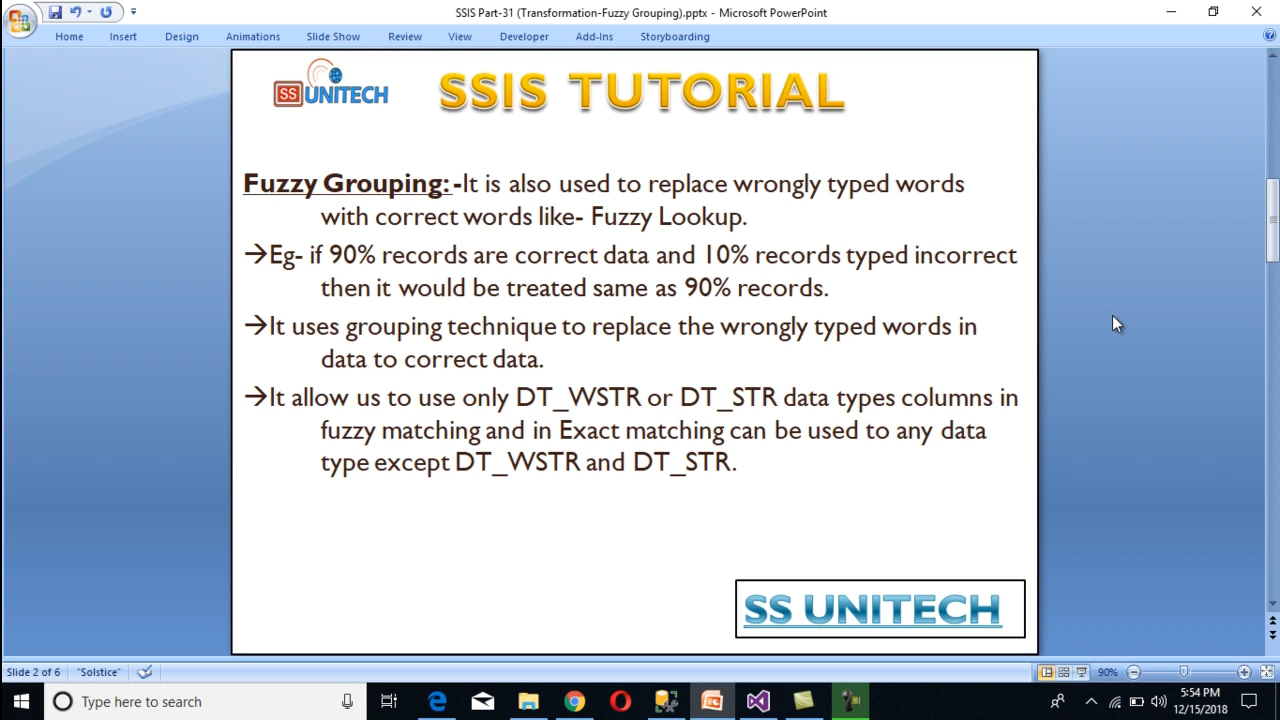 SSIS Part-31 (Transformation-Fuzzy Grouping).pptx - Microsoft PowerPoint
Home Insert Design Animations Slide Show Review View Developer Add-Ins Storyboarding
SS UNITECH
SSIS TUTORIAL
Fuzzy Grouping: -It is also used to replace wrongly typed words
with correct words like- Fuzzy Lookup.
→Eg- if 90% records are correct data and 10% records typed incorrect
then it would be treated same as 90% records.
→It uses grouping technique to replace the wrongly typed words in
data to correct data.
→It allow us to use only DT_WSTR or DT_STR data types columns in
fuzzy matching and in Exact matching can be used to any data
type except DT_WSTR and DT_STR.
SS UNITECH
Slide 2 of 6 "Solstice" 90%
Type here to search
5:54 PM
12/15/2018